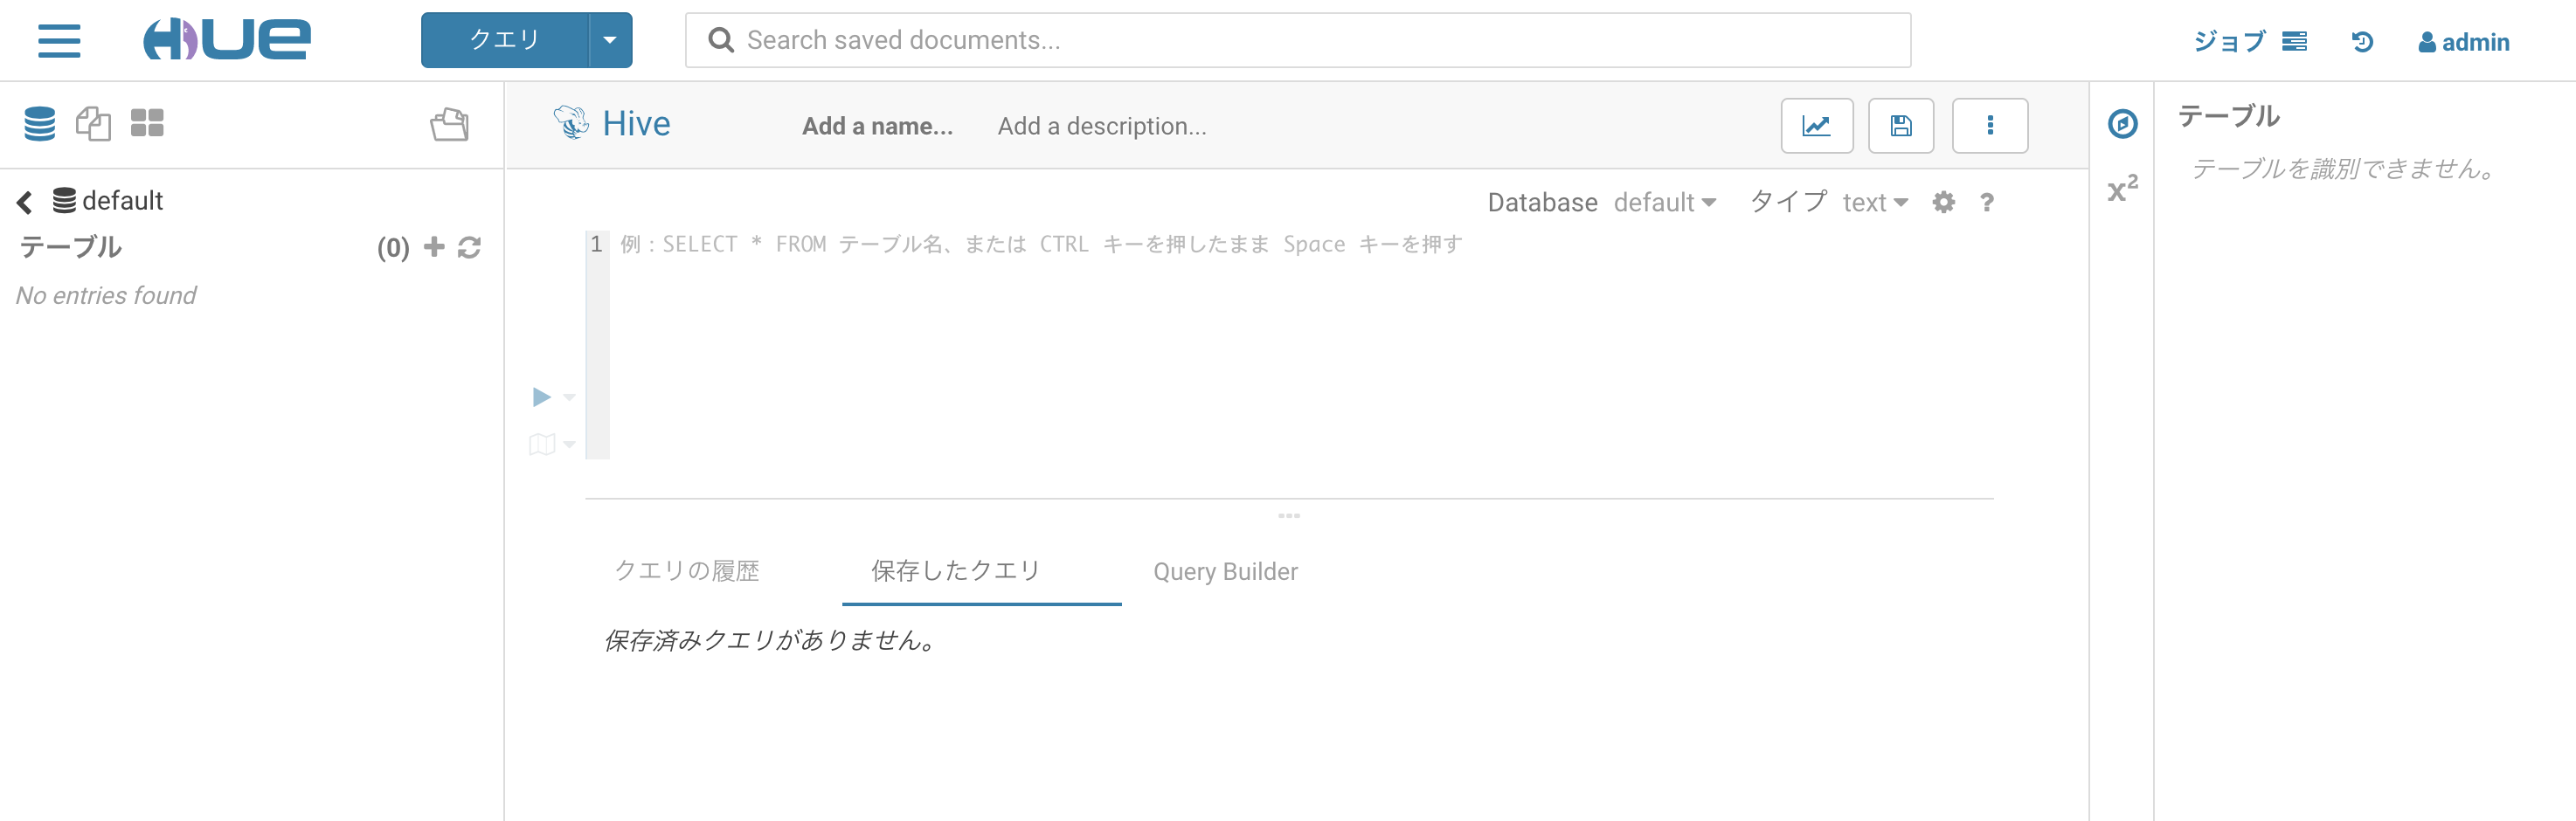 HUE
クエリ
Search saved documents...
ジョブ
admin
default
テーブル (0)
No entries found
Hive
Add a name...
Add a description...
Database default タイプ text ?
1 例：SELECT * FROM テーブル名、または CTRL キーを押したまま Space キーを押す
クエリの履歴 保存したクエリ Query Builder
保存済みクエリがありません。
x²
テーブル
テーブルを識別できません。